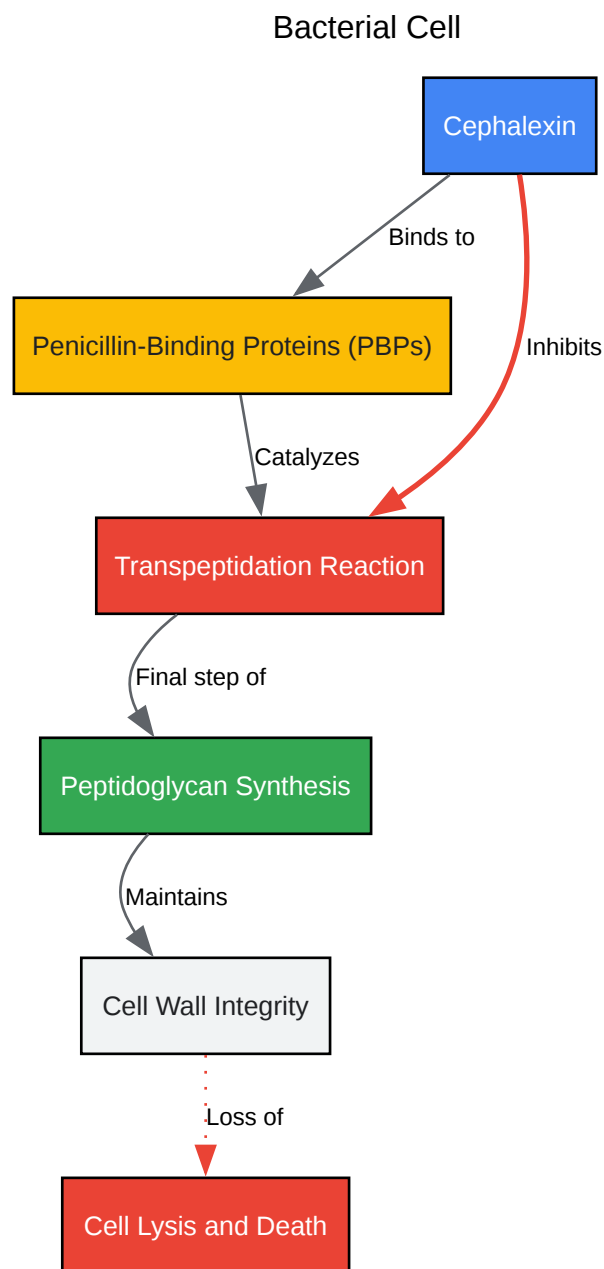 Bacterial Cell
Cephalexin
Binds to
Penicillin-Binding Proteins (PBPs)
Inhibits
Catalyzes
Transpeptidation Reaction
Final step of
Peptidoglycan Synthesis
Maintains
Cell Wall Integrity
Loss of
Cell Lysis and Death